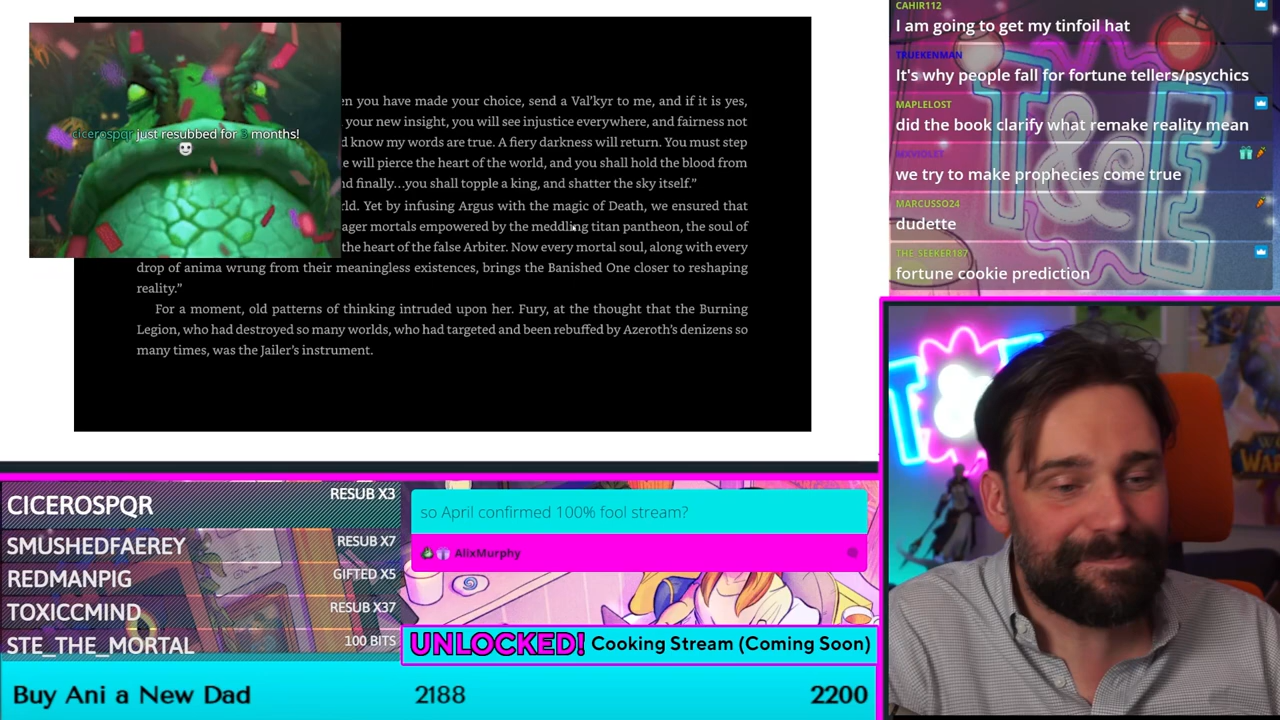 en you have made your choice, send a Val'kyr to me, and if it is yes,
your new insight, you will see injustice everywhere, and fairness not
d know my words are true. A fiery darkness will return. You must step
e will pierce the heart of the world, and you shall hold the blood from
nd finally...you shall topple a king, and shatter the sky itself."
rld. Yet by infusing Argus with the magic of Death, we ensured that
ager mortals empowered by the meddling titan pantheon, the soul of
the heart of the false Arbiter. Now every mortal soul, along with every
drop of anima wrung from their meaningless existences, brings the Banished One closer to reshaping
reality."
For a moment, old patterns of thinking intruded upon her. Fury, at the thought that the Burning
Legion, who had destroyed so many worlds, who had targeted and been rebuffed by Azeroth's denizens so
many times, was the Jailer's instrument.
cicerospqr just resubbed for 3 months!
CAHIR112
I am going to get my tinfoil hat
TRUEKENMAN
It's why people fall for fortune tellers/psychics
MAPLELOST
did the book clarify what remake reality mean
we try to make prophecies come true
MARCUSSO24
dudette
THE_SEEKER187
fortune cookie prediction
T&E
CICEROSPQR RESUB X3
SMUSHEDFAEREY RESUB X7
REDMANPIG GIFTED X5
TOXICCMIND RESUB X37
STE_THE_MORTAL 100 BITS
so April confirmed 100% fool stream?
AlixMurphy
UNLOCKED! Cooking Stream (Coming Soon)
Buy Ani a New Dad 2188 2200